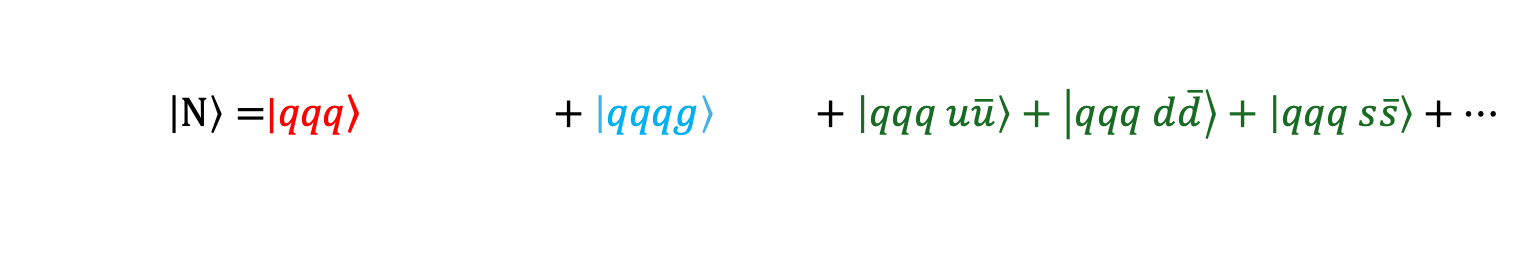 |N⟩ =|qqq⟩ + |qqqg⟩ + |qqq uū⟩ + |qqq dd̄⟩ + |qqq ss̄⟩ + ⋯